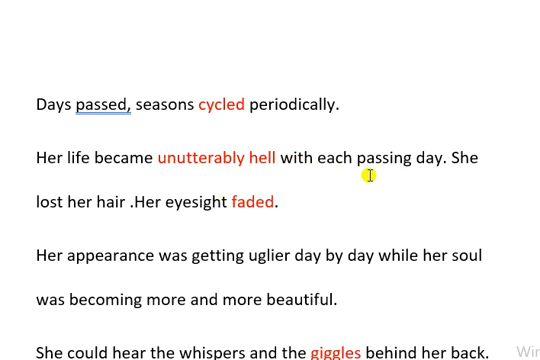 Days passed, seasons cycled periodically.
Her life became unutterably hell with each passing day. She
lost her hair .Her eyesight faded.
Her appearance was getting uglier day by day while her soul
was becoming more and more beautiful.
She could hear the whispers and the giggles behind her back.